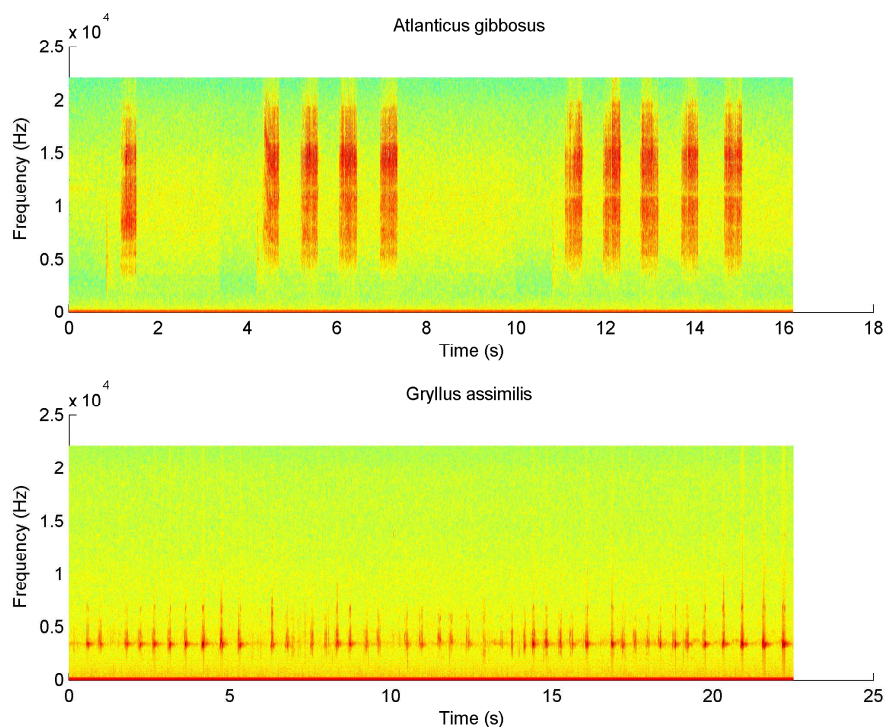 Atlanticus gibbosus
x 10^4
2.5
2
1.5
1
0.5
0
Frequency (Hz)
0 2 4 6 8 10 12 14 16 18
Time (s)
Gryllus assimilis
x 10^4
2.5
2
1.5
1
0.5
0
Frequency (Hz)
0 5 10 15 20 25
Time (s)